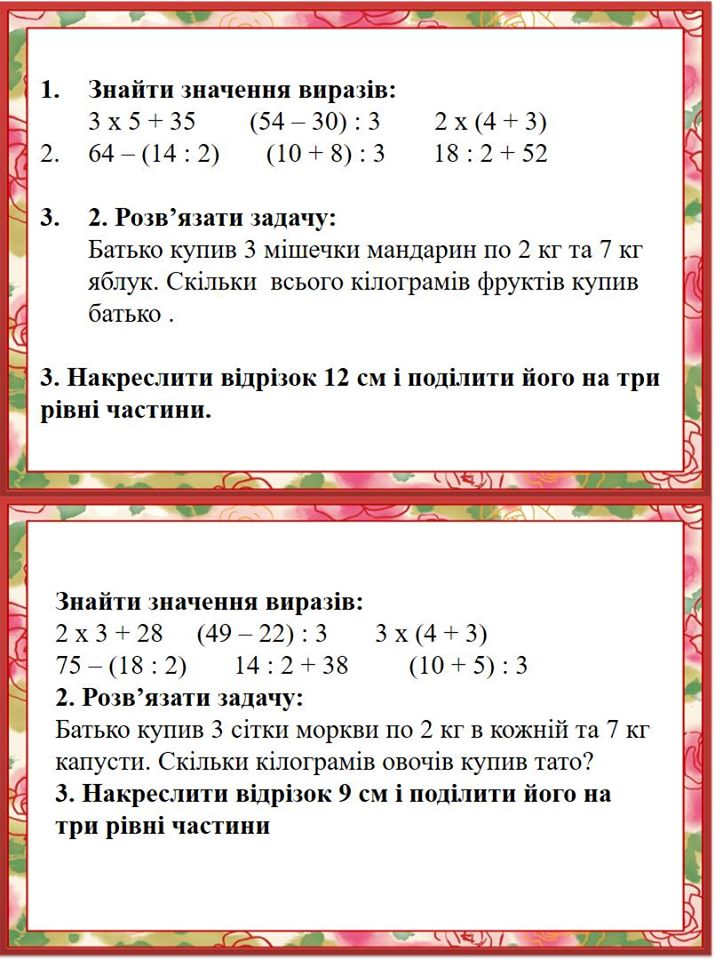 1. Знайти значення виразів:
3 х 5 + 35 (54 – 30) : 3 2 х (4 + 3)
2. 64 – (14 : 2) (10 + 8) : 3 18 : 2 + 52
3. 2. Розв’язати задачу:
Батько купив 3 мішечки мандарин по 2 кг та 7 кг
яблук. Скільки всього кілограмів фруктів купив
батько .
3. Накреслити відрізок 12 см і поділити його на три
рівні частини.
Знайти значення виразів:
2 х 3 + 28 (49 – 22) : 3 3 х (4 + 3)
75 – (18 : 2) 14 : 2 + 38 (10 + 5) : 3
2. Розв’язати задачу:
Батько купив 3 сітки моркви по 2 кг в кожній та 7 кг
капусти. Скільки кілограмів овочів купив тато?
3. Накреслити відрізок 9 см і поділити його на
три рівні частини